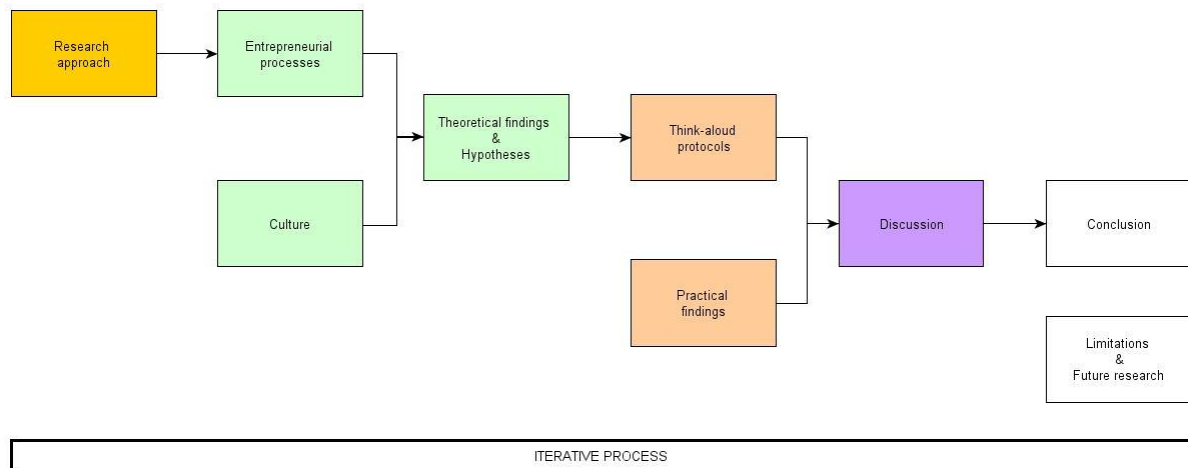 Research
approach
Entrepreneurial
processes
Culture
Theoretical findings
&
Hypotheses
Think-aloud
protocols
Practical
findings
Discussion
Conclusion
Limitations
&
Future research
ITERATIVE PROCESS